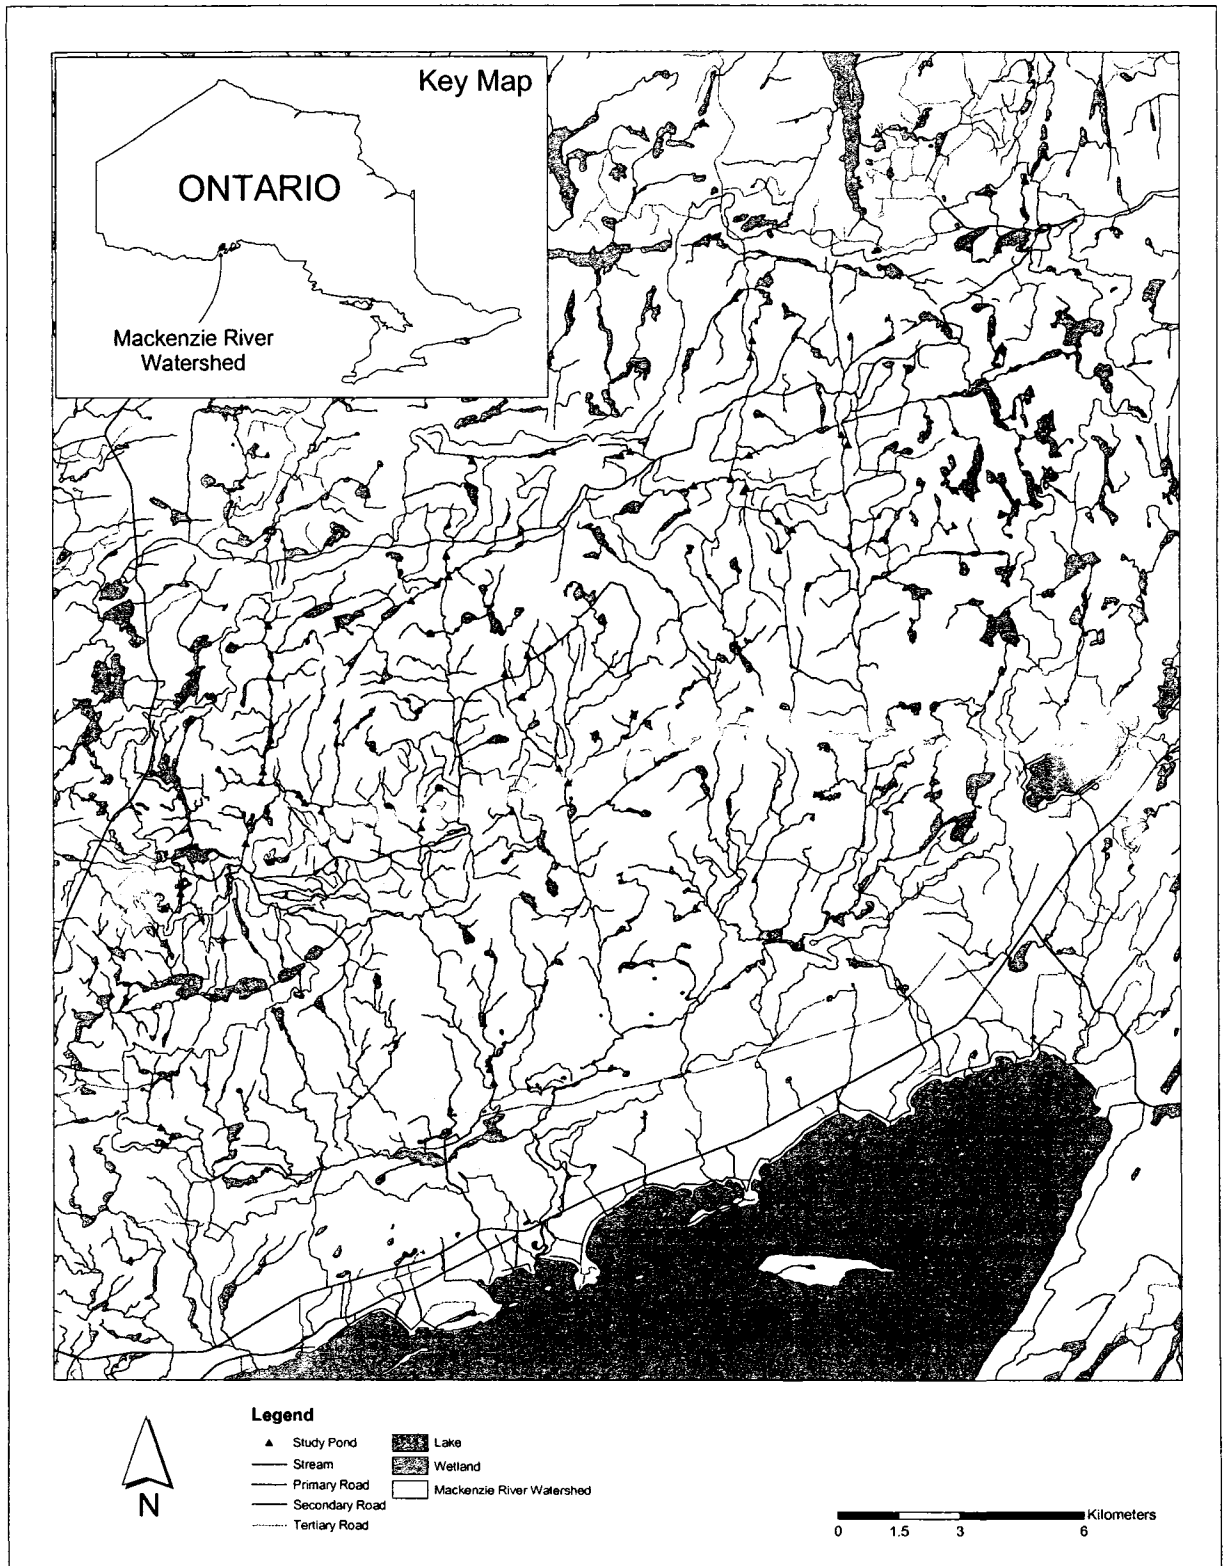 Key Map
ONTARIO
Mackenzie River
Watershed
N
Legend
Study Pond
Stream
Primary Road
Secondary Road
Tertiary Road
Lake
Wetland
Mackenzie River Watershed
Kilometers
0 1.5 3 6